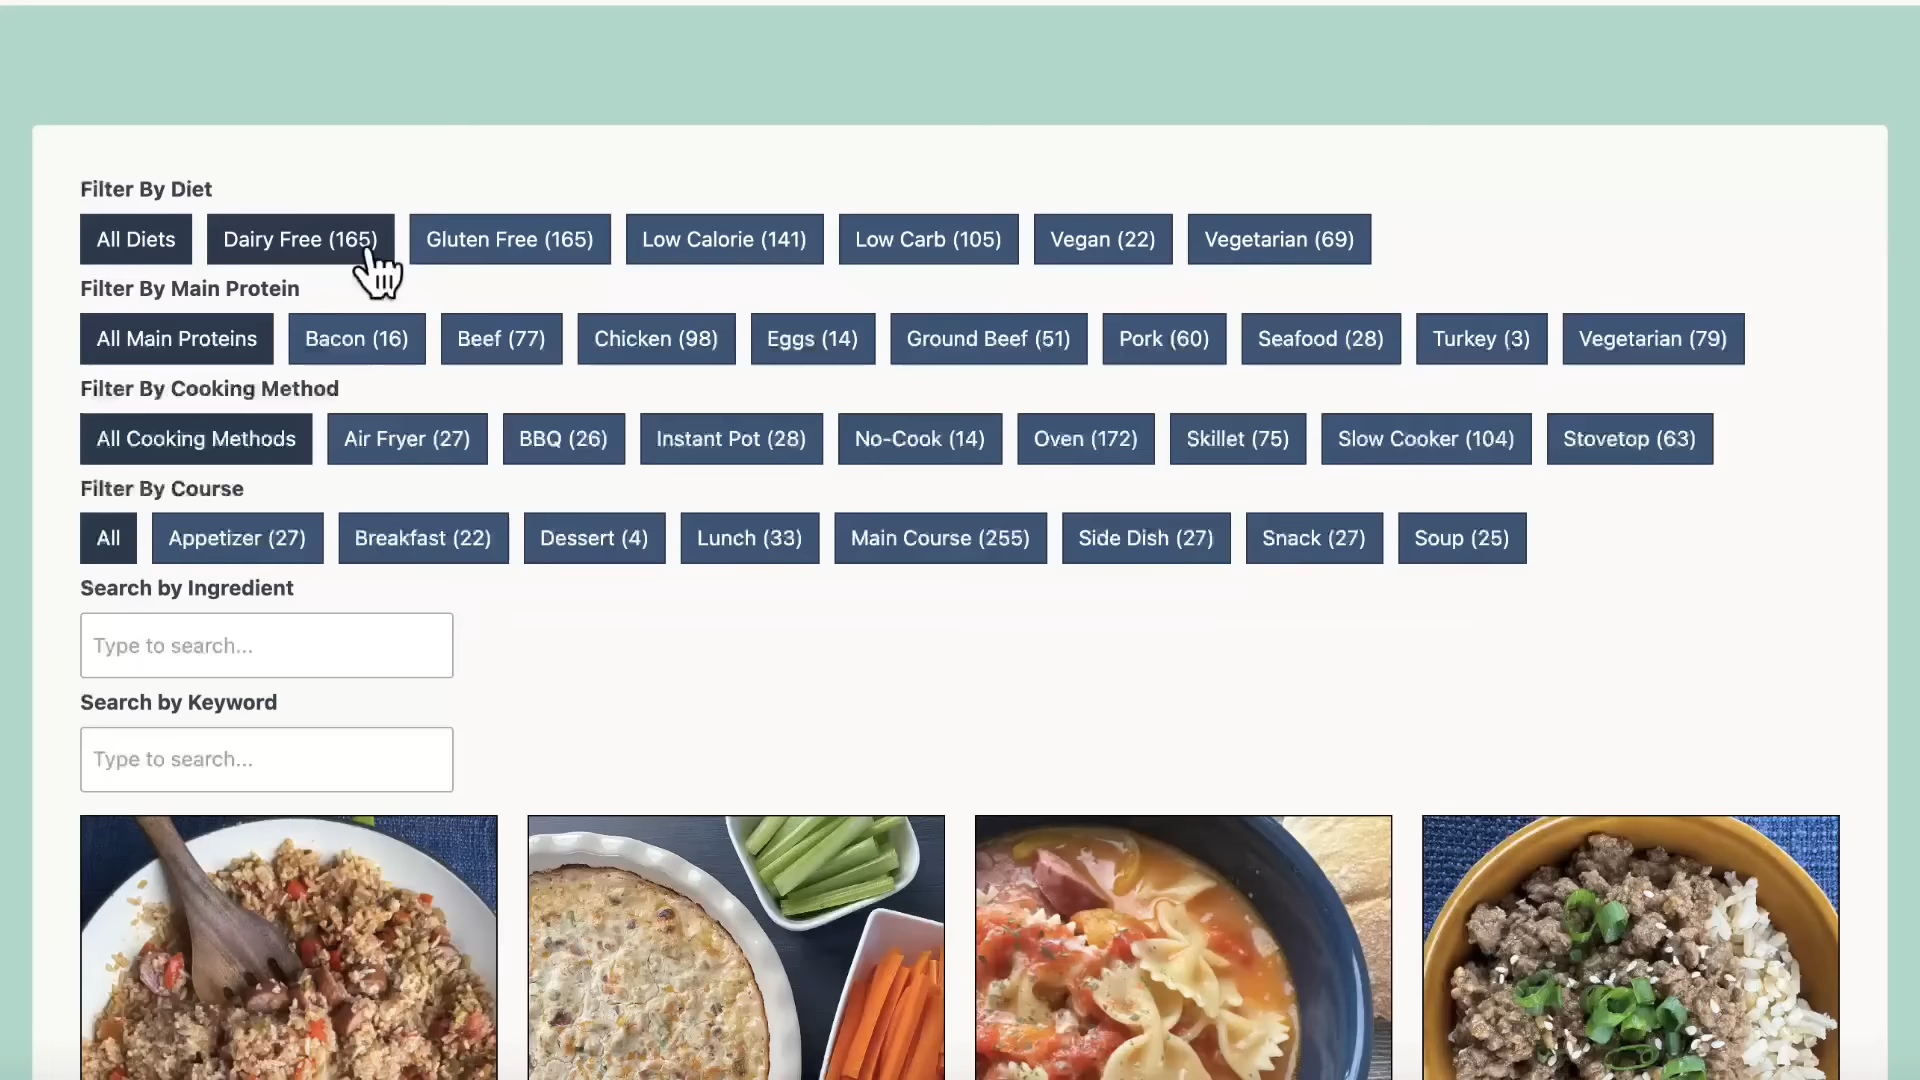 Filter By Diet
All Diets Dairy Free (165) Gluten Free (165) Low Calorie (141) Low Carb (105) Vegan (22) Vegetarian (69)
Filter By Main Protein
All Main Proteins Bacon (16) Beef (77) Chicken (98) Eggs (14) Ground Beef (51) Pork (60) Seafood (28) Turkey (3) Vegetarian (79)
Filter By Cooking Method
All Cooking Methods Air Fryer (27) BBQ (26) Instant Pot (28) No-Cook (14) Oven (172) Skillet (75) Slow Cooker (104) Stovetop (63)
Filter By Course
All Appetizer (27) Breakfast (22) Dessert (4) Lunch (33) Main Course (255) Side Dish (27) Snack (27) Soup (25)
Search by Ingredient
Type to search...
Search by Keyword
Type to search...